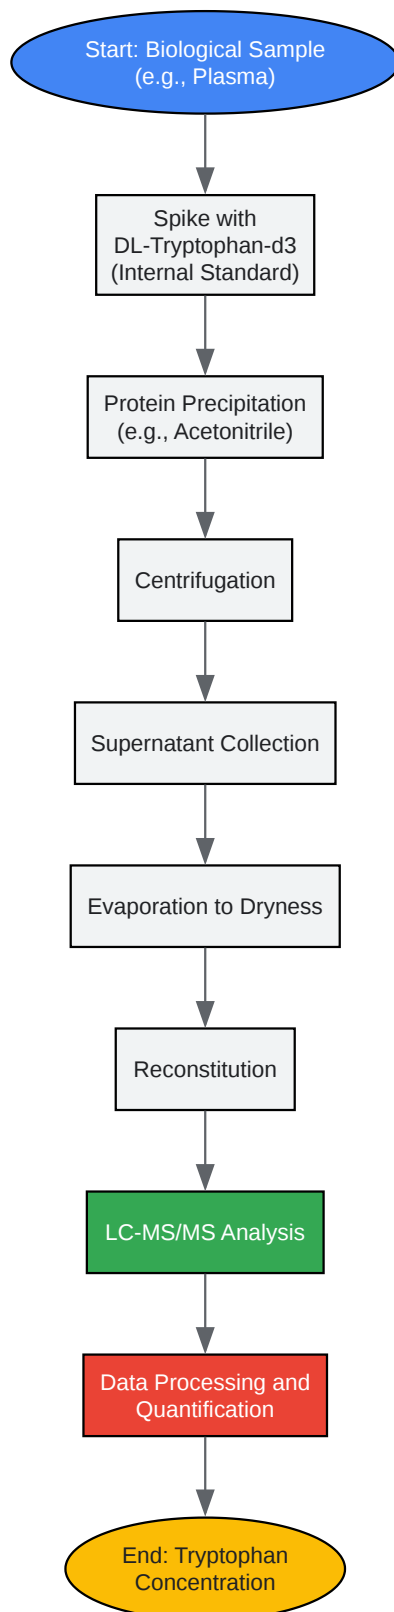 Start: Biological Sample
(e.g., Plasma)
Spike with
DL-Tryptophan-d3
(Internal Standard)
Protein Precipitation
(e.g., Acetonitrile)
Centrifugation
Supernatant Collection
Evaporation to Dryness
Reconstitution
LC-MS/MS Analysis
Data Processing and
Quantification
End: Tryptophan
Concentration